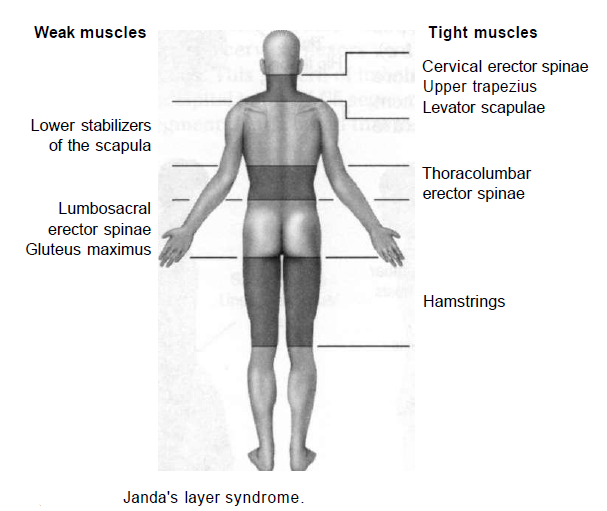 Weak muscles
Tight muscles
Cervical erector spinae
Upper trapezius
Levator scapulae
Lower stabilizers
of the scapula
Thoracolumbar
erector spinae
Lumbosacral
erector spinae
Gluteus maximus
Hamstrings
Janda's layer syndrome.